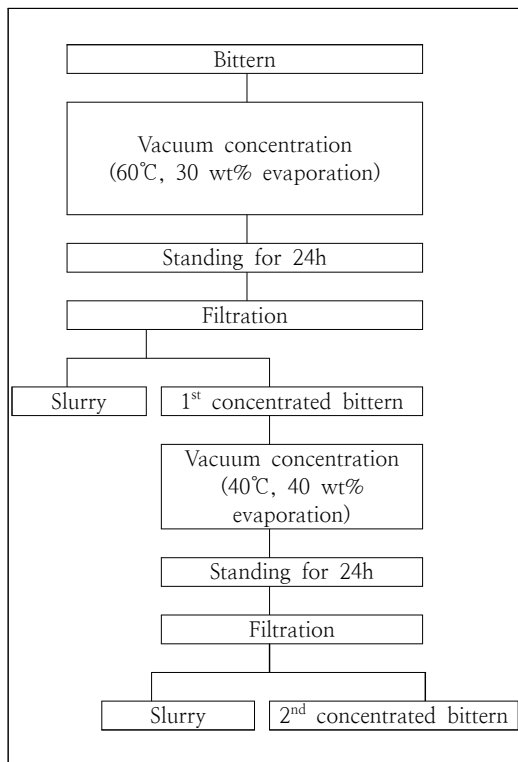 Bittern
Vacuum concentration
(60℃, 30 wt% evaporation)
Standing for 24h
Filtration
Slurry
1st concentrated bittern
Vacuum concentration
(40℃, 40 wt%
evaporation)
Standing for 24h
Filtration
Slurry
2nd concentrated bittern